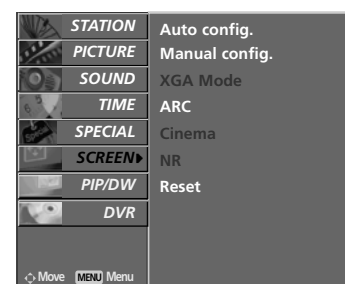 STATION
PICTURE
SOUND
TIME
SPECIAL
SCREEN
PIP/DW
DVR
Move MENU Menu
Auto config.
Manual config.
XGA Mode
ARC
Cinema
NR
Reset